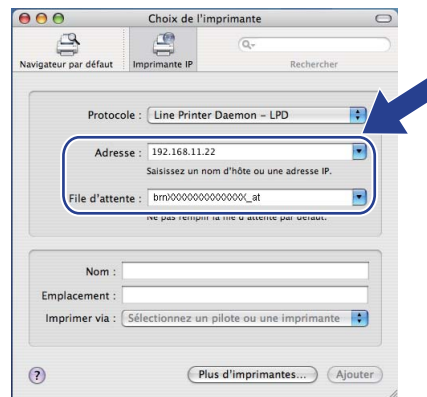 Choix de l'imprimante
Navigateur par défaut Imprimante IP Rechercher
Protocole : Line Printer Daemon – LPD
Adresse : 192.168.11.22
Saisissez un nom d'hôte ou une adresse IP.
File d'attente : brnXXXXXXXXXXXX_at
Ne pas remplir la file d'attente par défaut.
Nom :
Emplacement :
Imprimer via : Sélectionnez un pilote ou une imprimante
? Plus d'imprimantes... Ajouter